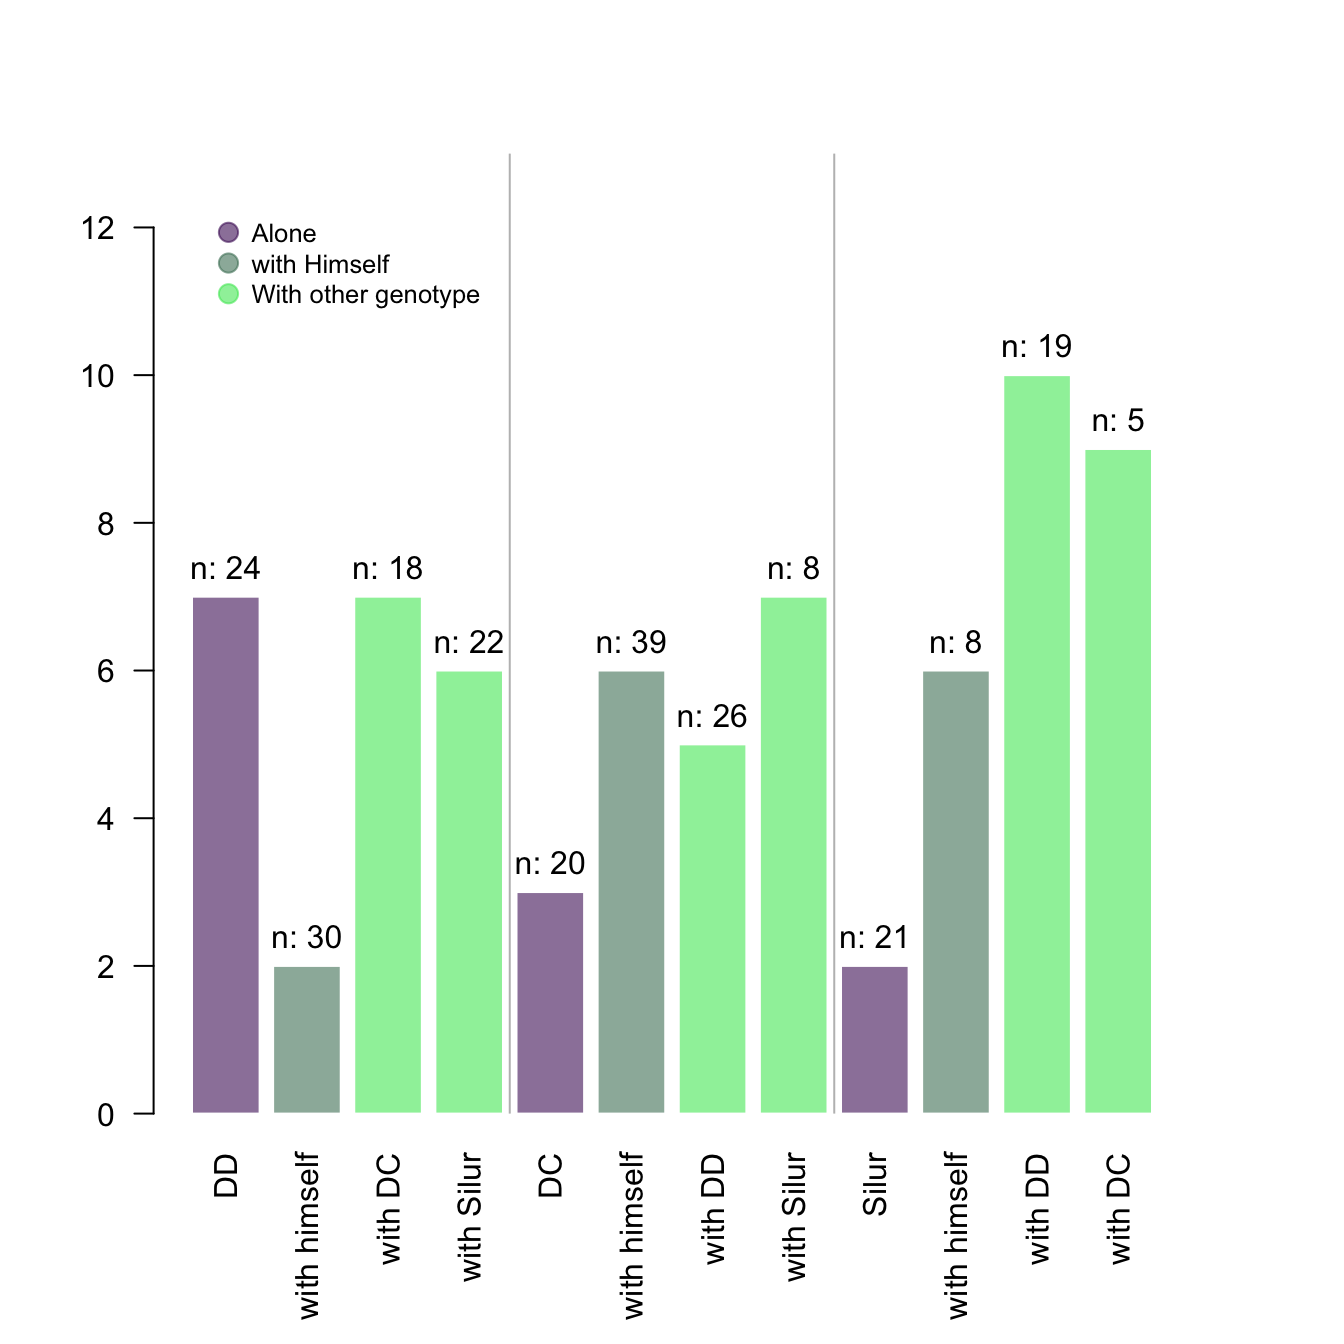 12
10
8
6
4
2
0
Alone
with Himself
With other genotype
n: 24
n: 30
n: 18
n: 22
n: 20
n: 39
n: 26
n: 8
n: 21
n: 8
n: 19
n: 5
DD
with himself
with DC
with Silur
DC
with himself
with DD
with Silur
Silur
with himself
with DD
with DC